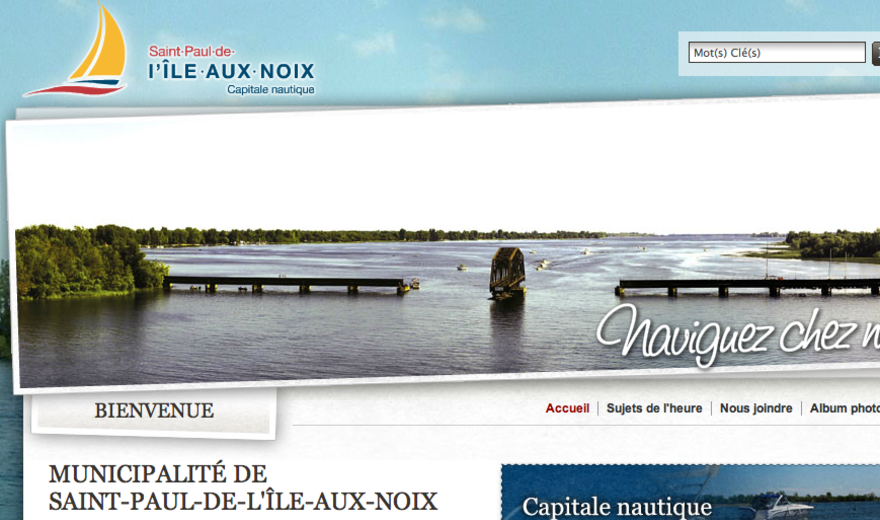 Saint·Paul·de·
l'ÎLE·AUX·NOIX
Capitale nautique
Mot(s) Clé(s)
Naviguez chez
BIENVENUE
Accueil | Sujets de l'heure | Nous joindre | Album photo
MUNICIPALITÉ DE
SAINT-PAUL-DE-L'ÎLE-AUX-NOIX
Capitale nautique